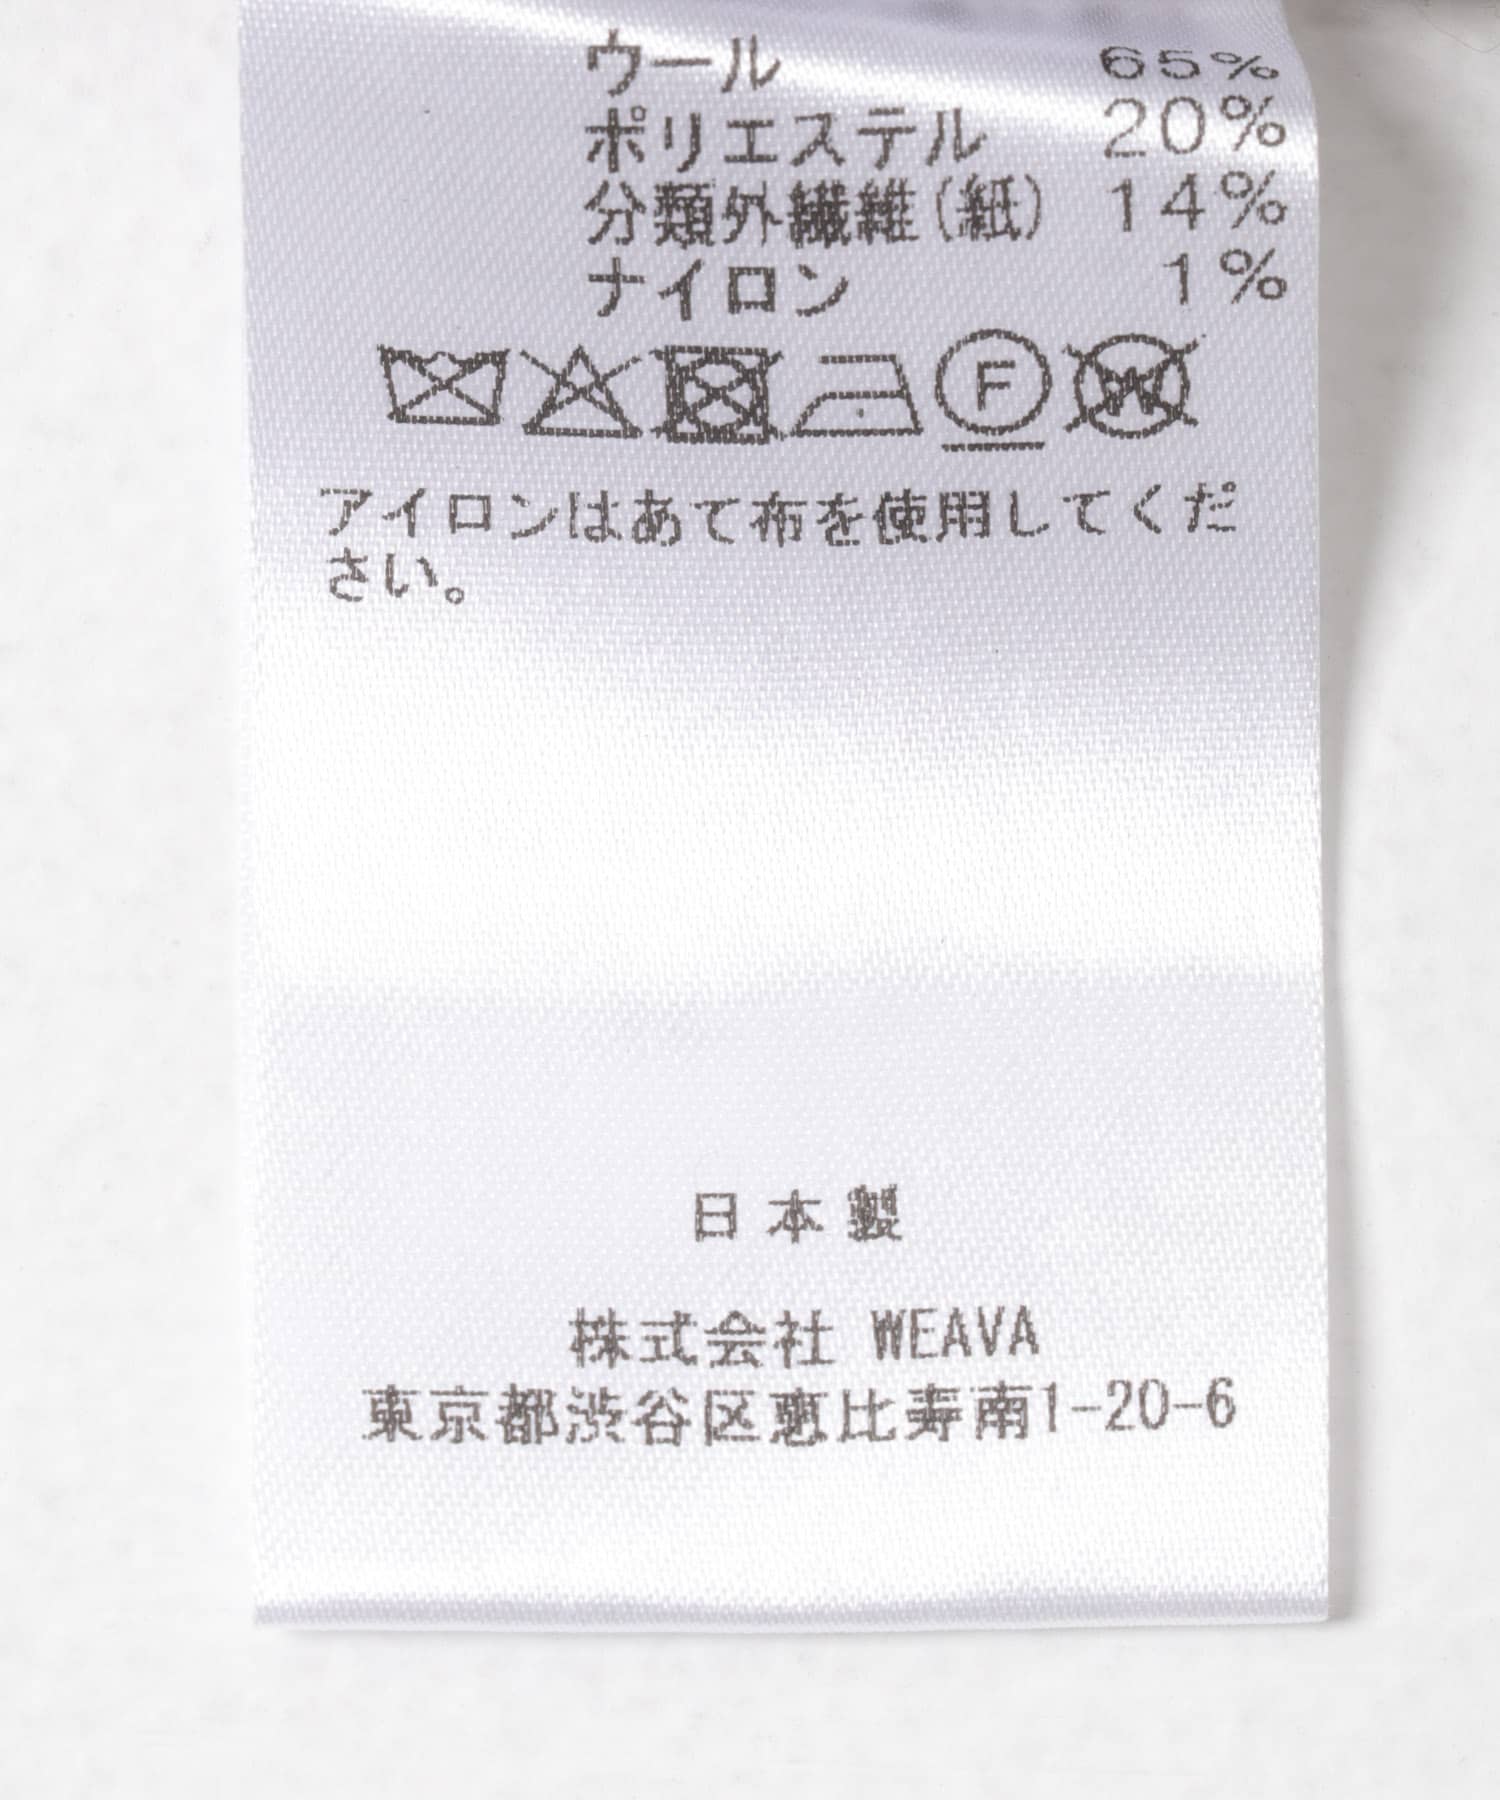 ウール 65%
ポリエステル 20%
分類外繊維(紙) 14%
ナイロン 1%
F W
アイロンはあて布を使用してくだ
さい。
日本製
株式会社 WEAVA
東京都渋谷区恵比寿南1-20-6